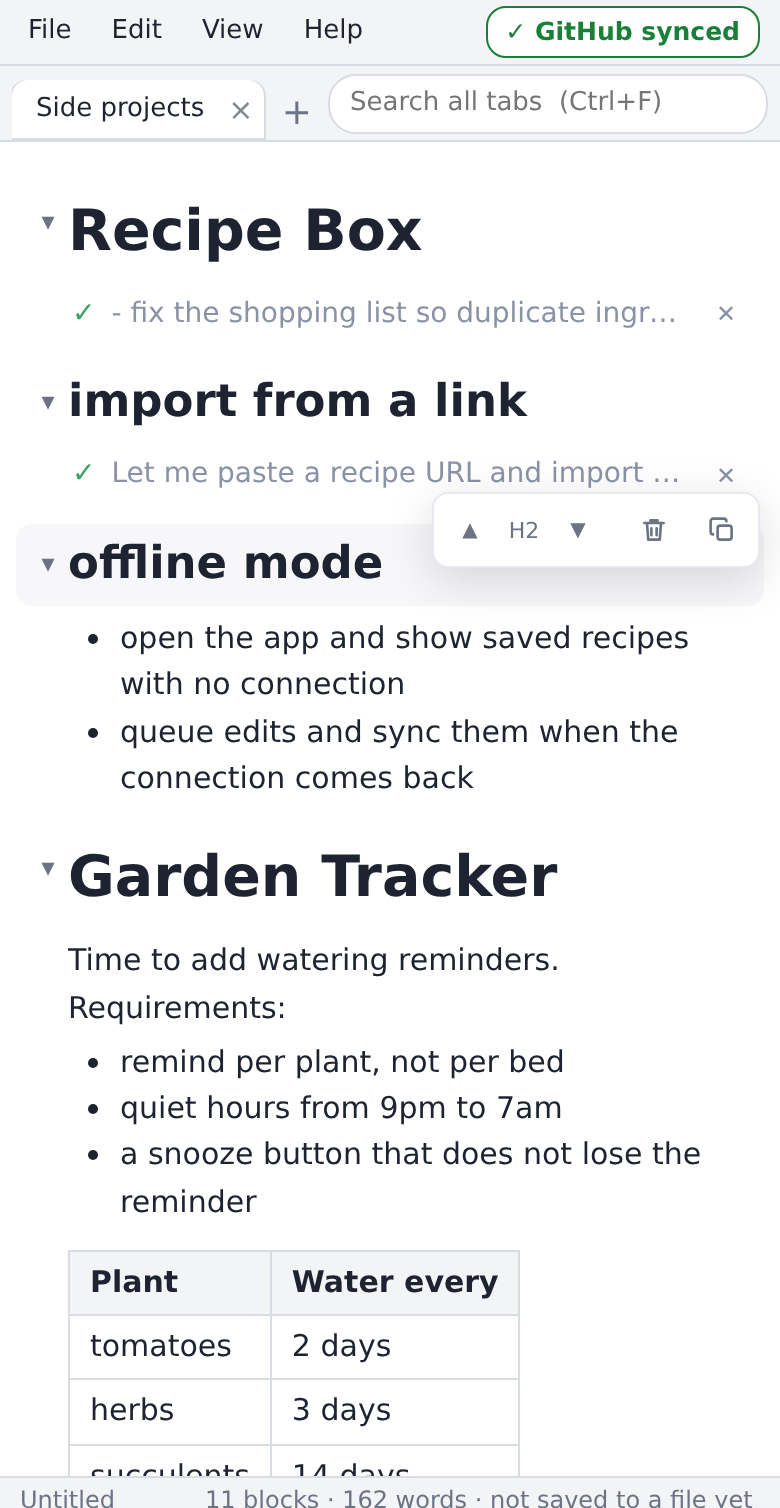 File Edit View Help ✓ GitHub synced
Side projects × + Search all tabs (Ctrl+F)
▾ Recipe Box
✓ - fix the shopping list so duplicate ingr… ×
▾ import from a link
✓ Let me paste a recipe URL and import … ×
▲ H2 ▼
▾ offline mode
• open the app and show saved recipes
with no connection
• queue edits and sync them when the
connection comes back
▾ Garden Tracker
Time to add watering reminders.
Requirements:
• remind per plant, not per bed
• quiet hours from 9pm to 7am
• a snooze button that does not lose the
reminder
Plant Water every
tomatoes 2 days
herbs 3 days
succulents 14 days
Untitled 11 blocks · 162 words · not saved to a file yet